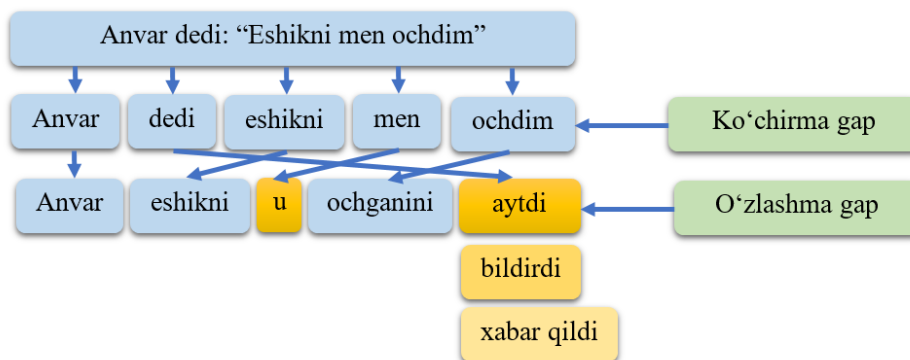 Anvar dedi: “Eshikni men ochdim”
Anvar dedi eshikni men ochdim Ko‘chirma gap
Anvar eshikni u ochganini aytdi O‘zlashma gap
bildirdi
xabar qildi